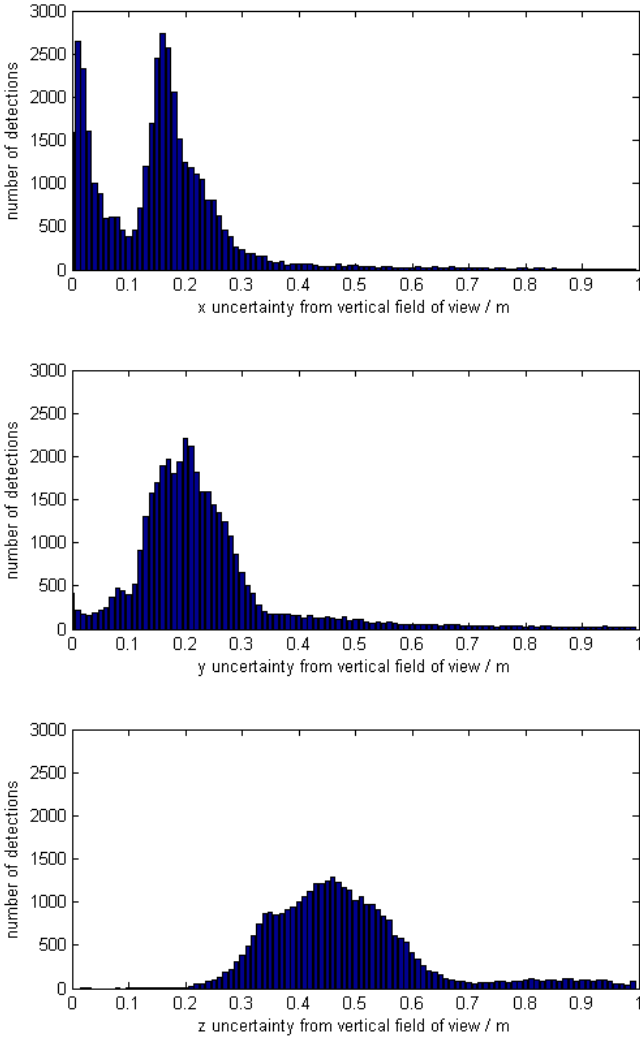 3000
2500
2000
1500
1000
500
0
number of detections
0 0.1 0.2 0.3 0.4 0.5 0.6 0.7 0.8 0.9 1
x uncertainty from vertical field of view / m
3000
2500
2000
1500
1000
500
0
number of detections
0 0.1 0.2 0.3 0.4 0.5 0.6 0.7 0.8 0.9 1
y uncertainty from vertical field of view / m
3000
2500
2000
1500
1000
500
0
number of detections
0 0.1 0.2 0.3 0.4 0.5 0.6 0.7 0.8 0.9 1
z uncertainty from vertical field of view / m